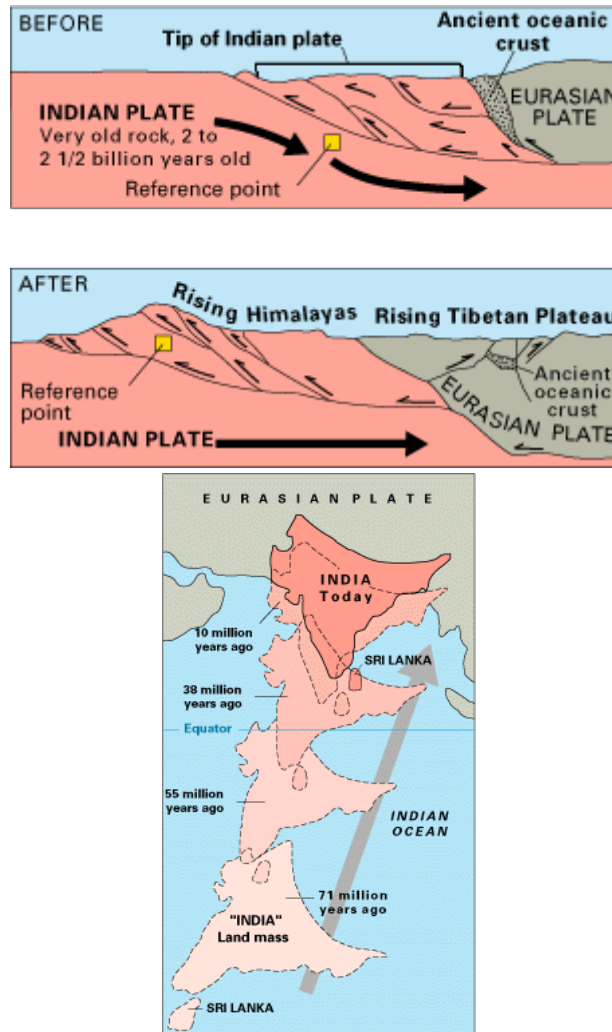 BEFORE
Tip of Indian plate
Ancient oceanic
crust
INDIAN PLATE
Very old rock, 2 to
2 1/2 billion years old
Reference point
EURASIAN
PLATE
AFTER
Rising Himalayas
Rising Tibetan Plateau
Reference
point
INDIAN PLATE
EURASIAN PLATE
Ancient
oceanic
crust
EURASIAN PLATE
INDIA
Today
10 million
years ago
SRI LANKA
38 million
years ago
Equator
55 million
years ago
INDIAN
OCEAN
71 million
years ago
"INDIA"
Land mass
SRI LANKA